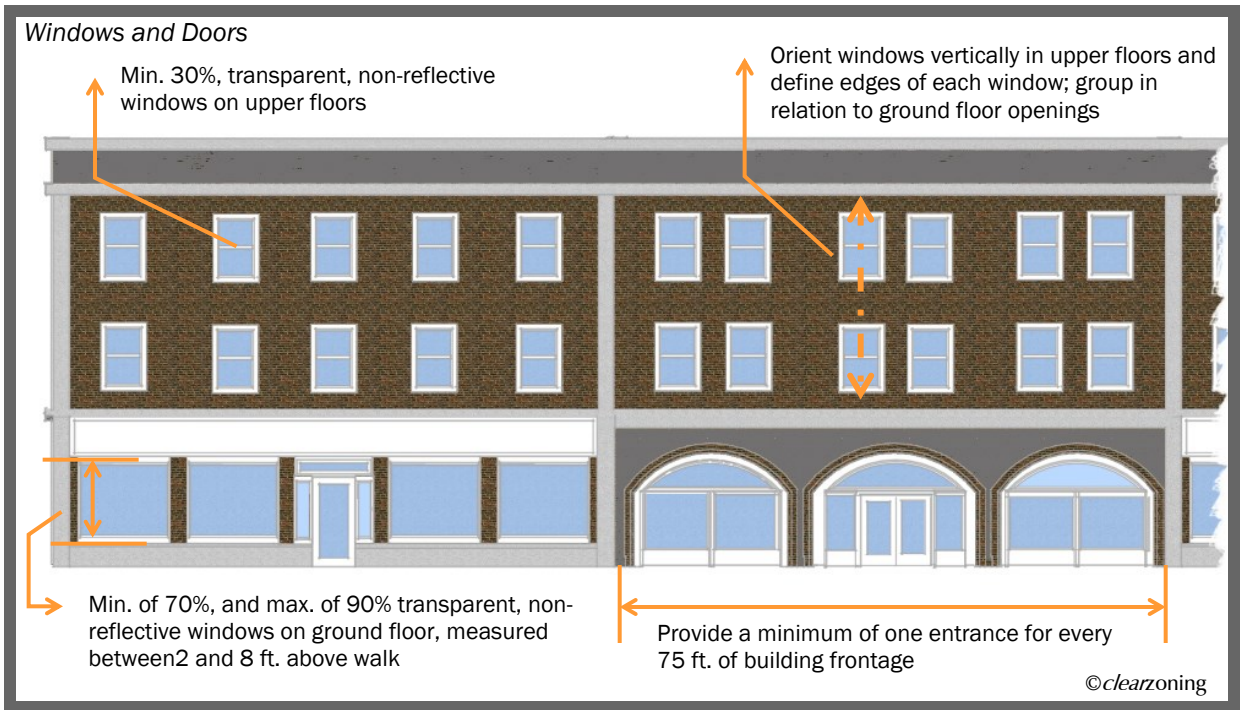 Windows and Doors
Min. 30%, transparent, non-reflective
windows on upper floors
Orient windows vertically in upper floors and
define edges of each window; group in
relation to ground floor openings
Min. of 70%, and max. of 90% transparent, non-
reflective windows on ground floor, measured
between2 and 8 ft. above walk
Provide a minimum of one entrance for every
75 ft. of building frontage
©clearzoning